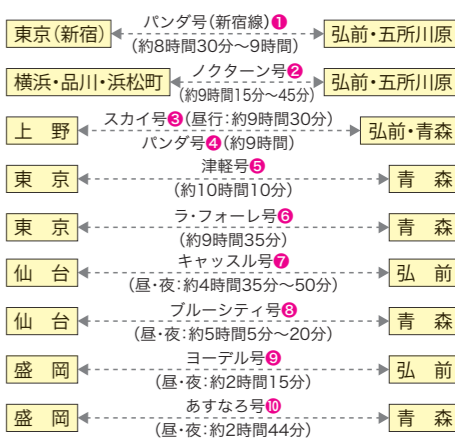 東京(新宿) パンダ号(新宿線)❶ 弘前・五所川原
(約8時間30分〜9時間)
横浜・品川・浜松町 ノクターン号❷ 弘前・五所川原
(約9時間15分〜45分)
上　野 スカイ号❸(昼行:約9時間30分) 弘前・青森
パンダ号❹(約9時間)
東　京 津軽号❺ 青　森
(約10時間10分)
東　京 ラ・フォーレ号❻ 青　森
(約9時間35分)
仙　台 キャッスル号❼ 弘　前
(昼・夜:約4時間35分〜50分)
仙　台 ブルーシティ号❽ 青　森
(昼・夜:約5時間5分〜20分)
盛　岡 ヨーデル号❾ 弘　前
(昼・夜:約2時間15分)
盛　岡 あすなろ号❿ 青　森
(昼・夜:約2時間44分)